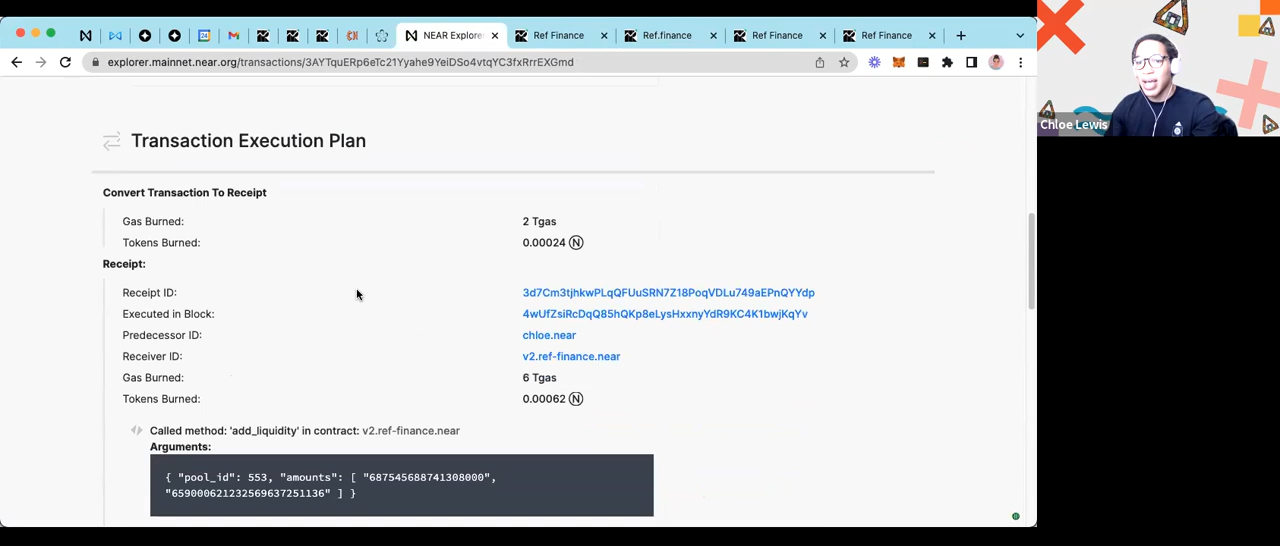 NEAR Explore
Ref Finance
Ref.finance
Ref Finance
Ref Finance
explorer.mainnet.near.org/transactions/3AYTquERp6eTc21Yyahe9YeiDSo4vtqYC3fxRrrEXGmd
Chloe Lewis
Transaction Execution Plan
Convert Transaction To Receipt
Gas Burned: 2 Tgas
Tokens Burned: 0.00024 N
Receipt:
Receipt ID: 3d7Cm3tjhkwPLqQFUuSRN7Z18PoqVDLu749aEPnQYYdp
Executed in Block: 4wUfZsiRcDqQ85hQKp8eLysHxxnyYdR9KC4K1bwjKqYv
Predecessor ID: chloe.near
Receiver ID: v2.ref-finance.near
Gas Burned: 6 Tgas
Tokens Burned: 0.00062 N
Called method: 'add_liquidity' in contract: v2.ref-finance.near
Arguments:
{ "pool_id": 553, "amounts": [ "687545688741308000",
"659000621232569637251136" ] }